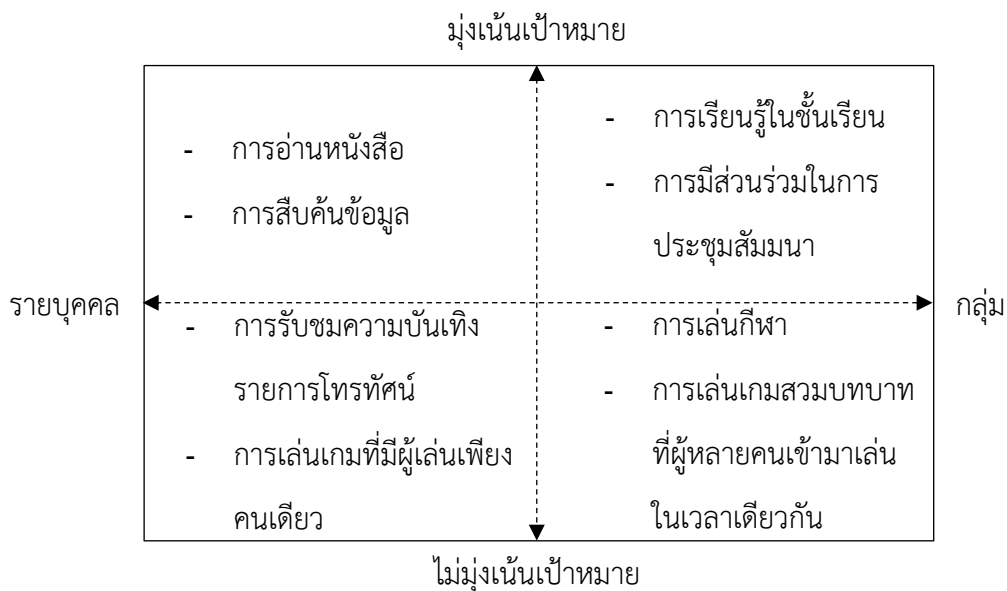 มุ่งเน้นเป้าหมาย
- การอ่านหนังสือ
- การสืบค้นข้อมูล
- การเรียนรู้ในชั้นเรียน
- การมีส่วนร่วมในการ
ประชุมสัมมนา
รายบุคคล
กลุ่ม
- การรับชมความบันเทิง
รายการโทรทัศน์
- การเล่นเกมที่มีผู้เล่นเพียง
คนเดียว
- การเล่นกีฬา
- การเล่นเกมสวมบทบาท
ที่ผู้หลายคนเข้ามาเล่น
ในเวลาเดียวกัน
ไม่มุ่งเน้นเป้าหมาย